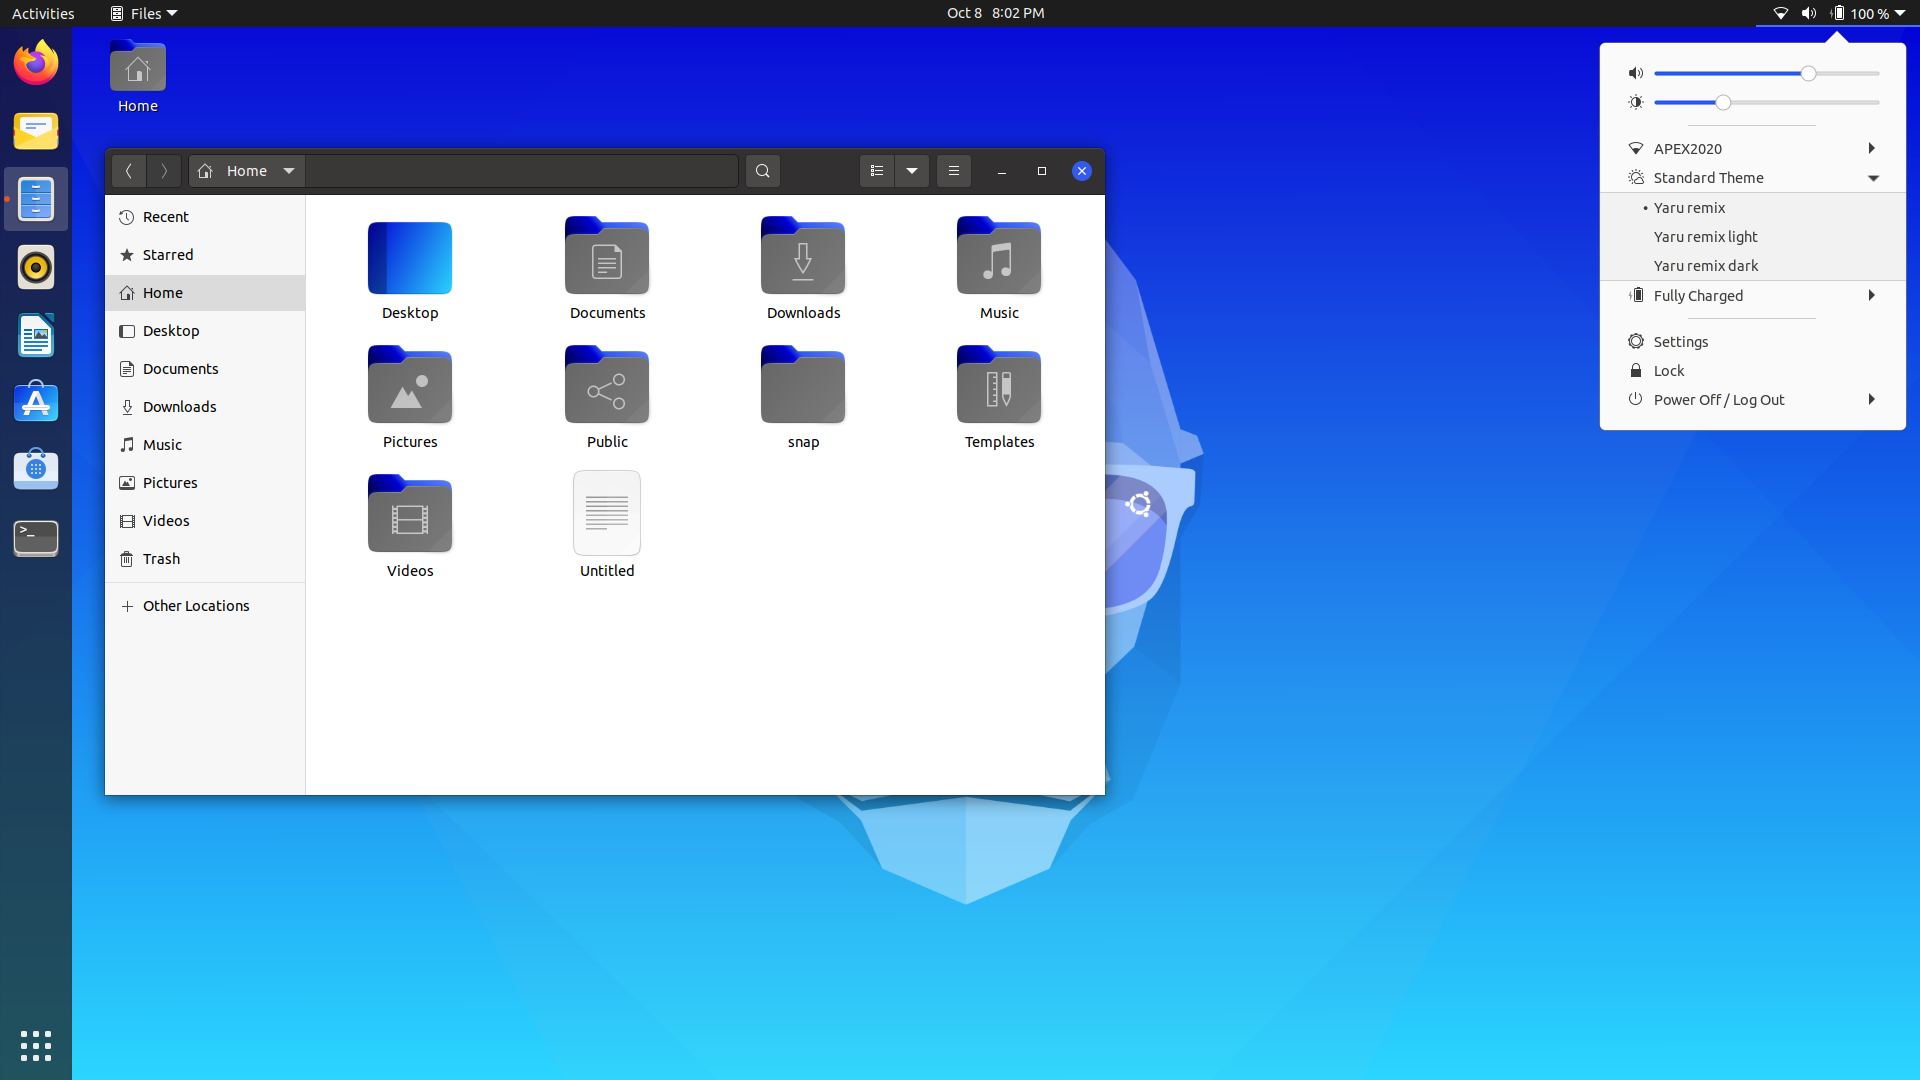 Activities
Files
Oct 8 8:02 PM
100 %
Home
Home
Recent
Starred
Home
Desktop
Documents
Downloads
Music
Pictures
Videos
Trash
Other Locations
Desktop
Documents
Downloads
Music
Pictures
Public
snap
Templates
Videos
Untitled
APEX2020
Standard Theme
• Yaru remix
Yaru remix light
Yaru remix dark
Fully Charged
Settings
Lock
Power Off / Log Out